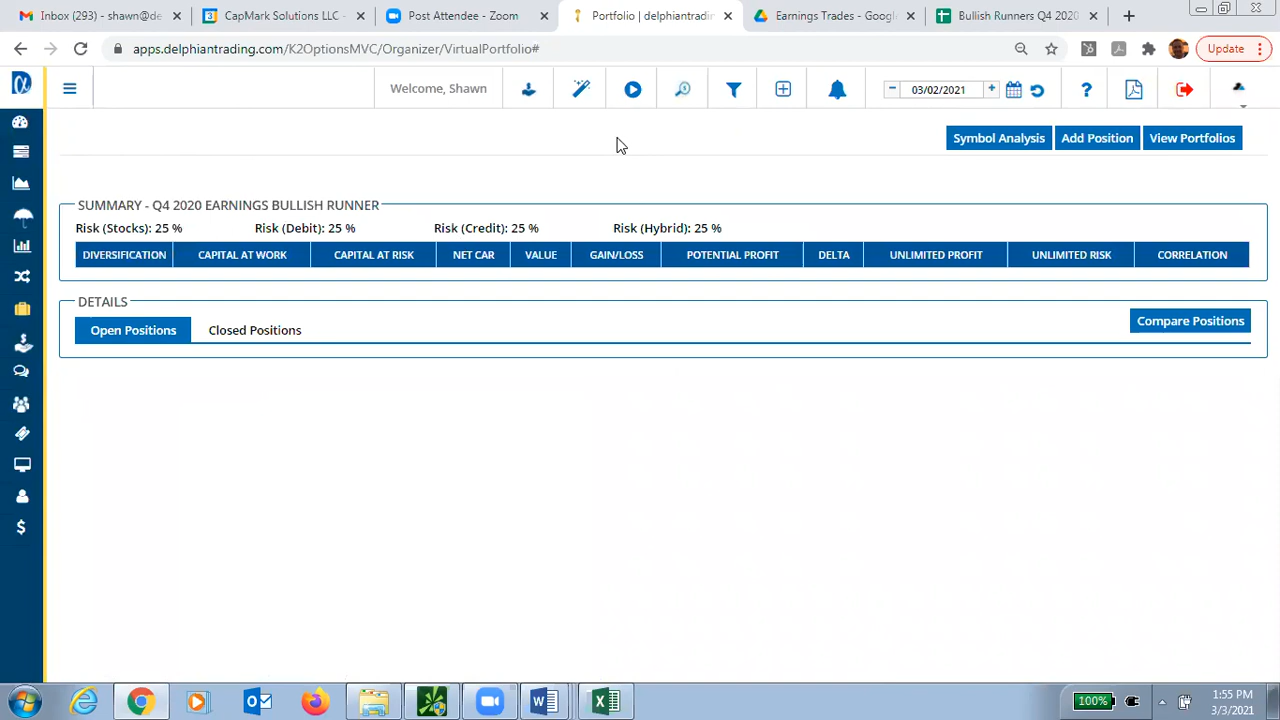 Inbox (293) - shawn@de
CapMark Solutions LLC -
Post Attendee - Zoom
Portfolio | delphiantradin
Earnings Trades - Googl
Bullish Runners Q4 2020
apps.delphiantrading.com/K2OptionsMVC/Organizer/VirtualPortfolio#
Update
Welcome, Shawn
03/02/2021
Symbol Analysis
Add Position
View Portfolios
SUMMARY - Q4 2020 EARNINGS BULLISH RUNNER
Risk (Stocks): 25 % Risk (Debit): 25 % Risk (Credit): 25 % Risk (Hybrid): 25 %
DIVERSIFICATION CAPITAL AT WORK CAPITAL AT RISK NET CAR VALUE GAIN/LOSS POTENTIAL PROFIT DELTA UNLIMITED PROFIT UNLIMITED RISK CORRELATION
DETAILS
Compare Positions
Open Positions Closed Positions
100%
1:55 PM
3/3/2021